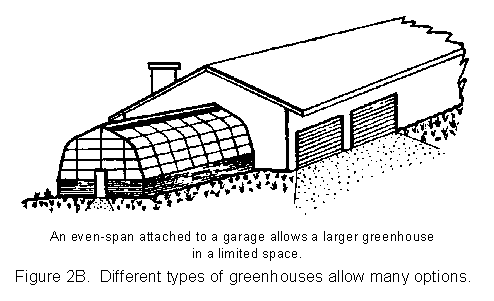 An even-span attached to a garage allows a larger greenhouse
in a limited space.
Figure 2B. Different types of greenhouses allow many options.